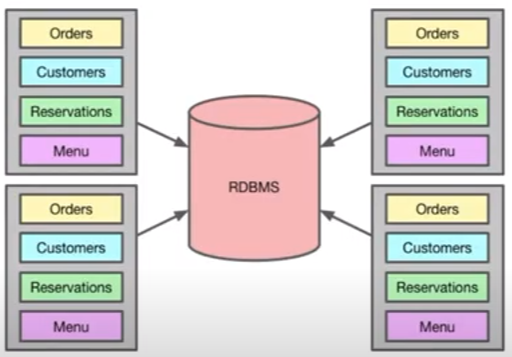 Orders
Customers
Reservations
Menu
Orders
Customers
Reservations
Menu
RDBMS
Orders
Customers
Reservations
Menu
Orders
Customers
Reservations
Menu